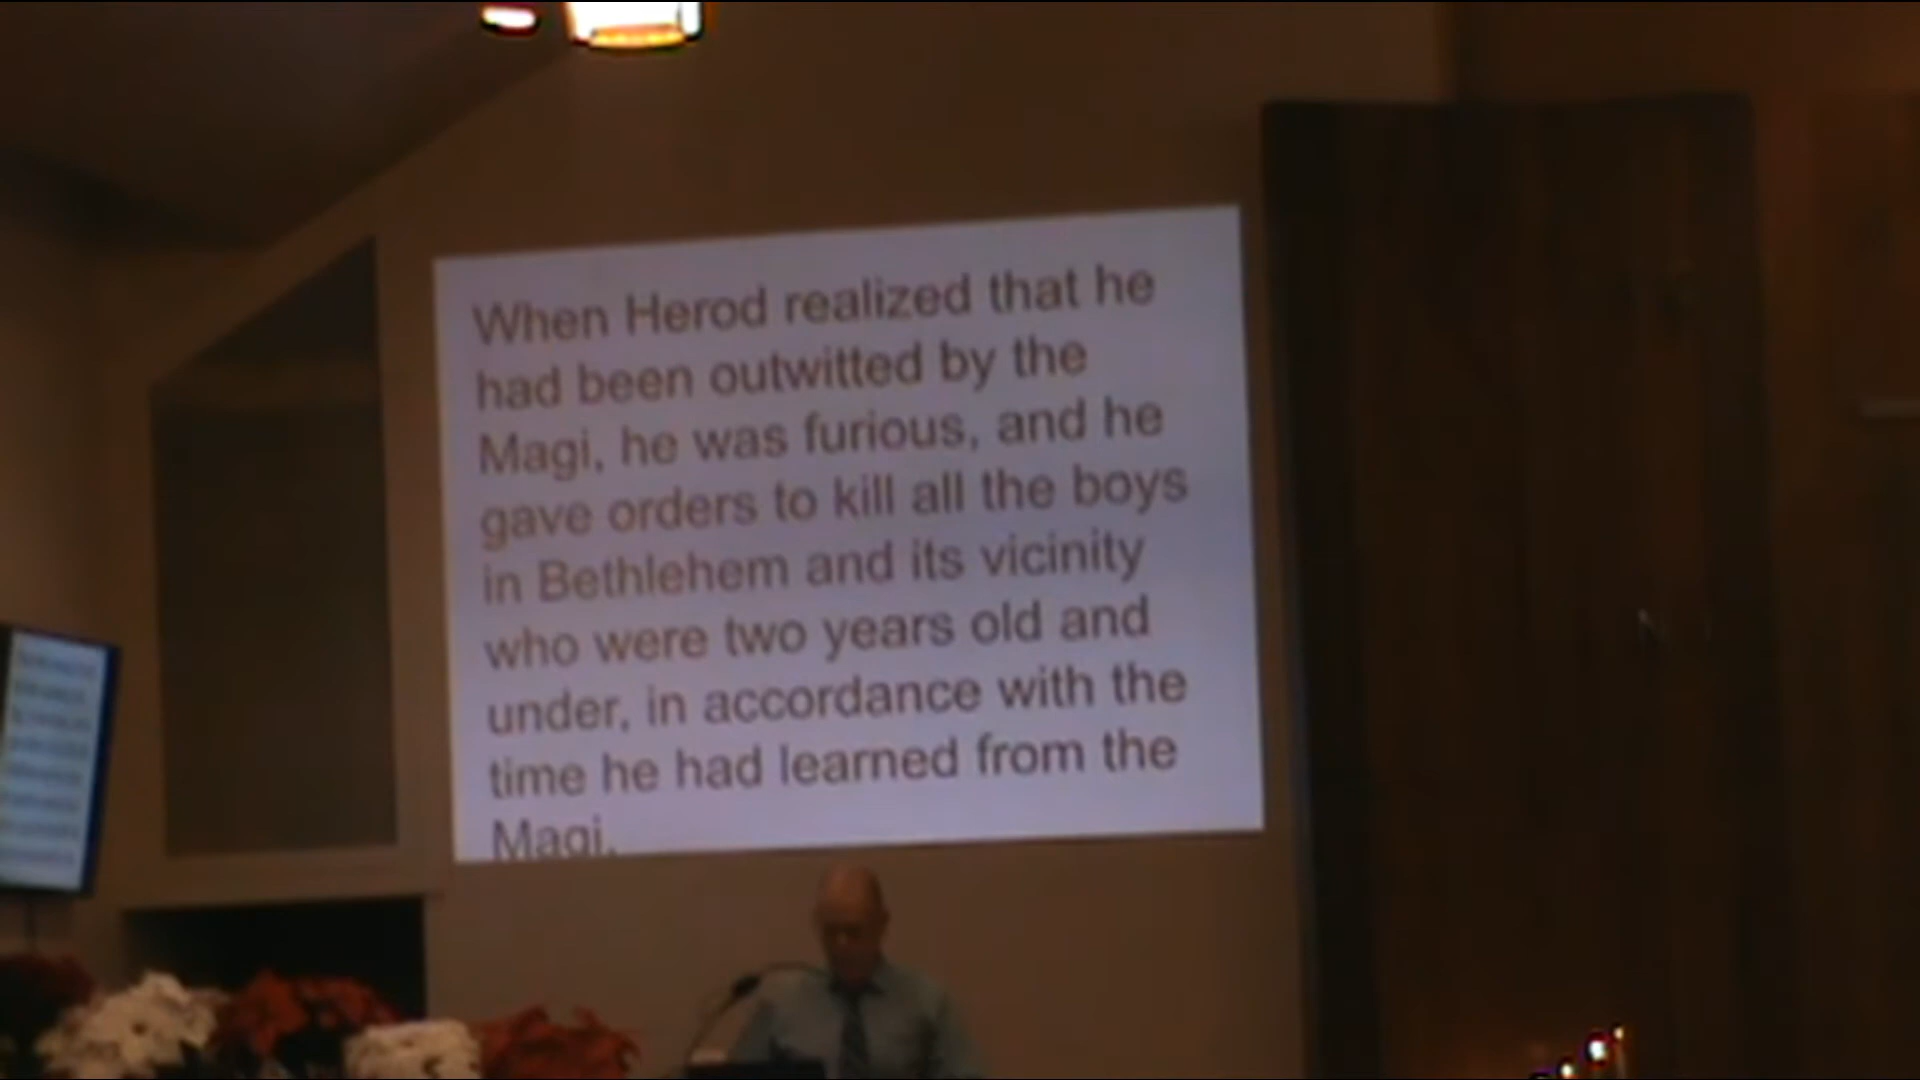 When Herod realized that he
had been outwitted by the
Magi, he was furious, and he
gave orders to kill all the boys
in Bethlehem and its vicinity
who were two years old and
under, in accordance with the
time he had learned from the
Magi.